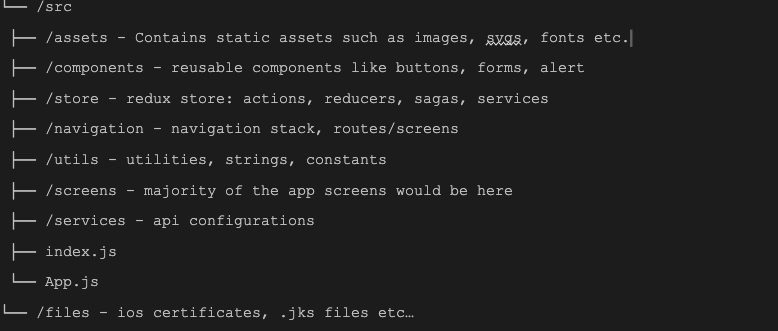 └── /src
├── /assets - Contains static assets such as images, svgs, fonts etc.
├── /components - reusable components like buttons, forms, alert
├── /store - redux store: actions, reducers, sagas, services
├── /navigation - navigation stack, routes/screens
├── /utils - utilities, strings, constants
├── /screens - majority of the app screens would be here
├── /services - api configurations
├── index.js
└── App.js
└── /files - ios certificates, .jks files etc…